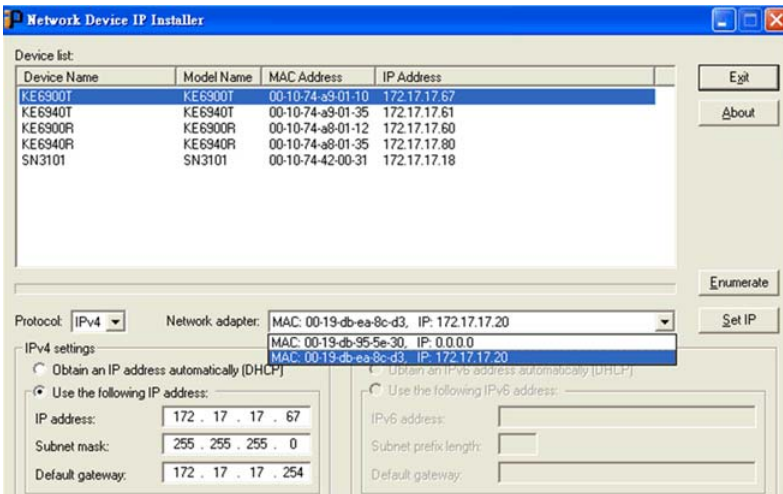 Network Device IP Installer
Device list:
Device Name Model Name MAC Address IP Address
KE6900T KE6900T 00-10-74-a9-01-10 172.17.17.67
KE6940T KE6940T 00-10-74-a9-01-35 172.17.17.61
KE6900R KE6900R 00-10-74-a8-01-12 172.17.17.60
KE6940R KE6940R 00-10-74-a8-01-35 172.17.17.80
SN3101 SN3101 00-10-74-42-00-31 172.17.17.18
Exit
About
Enumerate
Protocol: IPv4 Network adapter: MAC: 00-19-db-ea-8c-d3, IP: 172.17.17.20 Set IP
MAC: 00-19-db-95-5e-30, IP: 0.0.0.0
MAC: 00-19-db-ea-8c-d3, IP: 172.17.17.20
IPv4 settings
Obtain an IP address automatically (DHCP) Obtain an IPv6 address automatically (DHCP)
Use the following IP address: Use the following IPv6 address:
IP address: 172 . 17 . 17 . 67 IPv6 address:
Subnet mask: 255 . 255 . 255 . 0 Subnet prefix length:
Default gateway: 172 . 17 . 17 . 254 Default gateway: